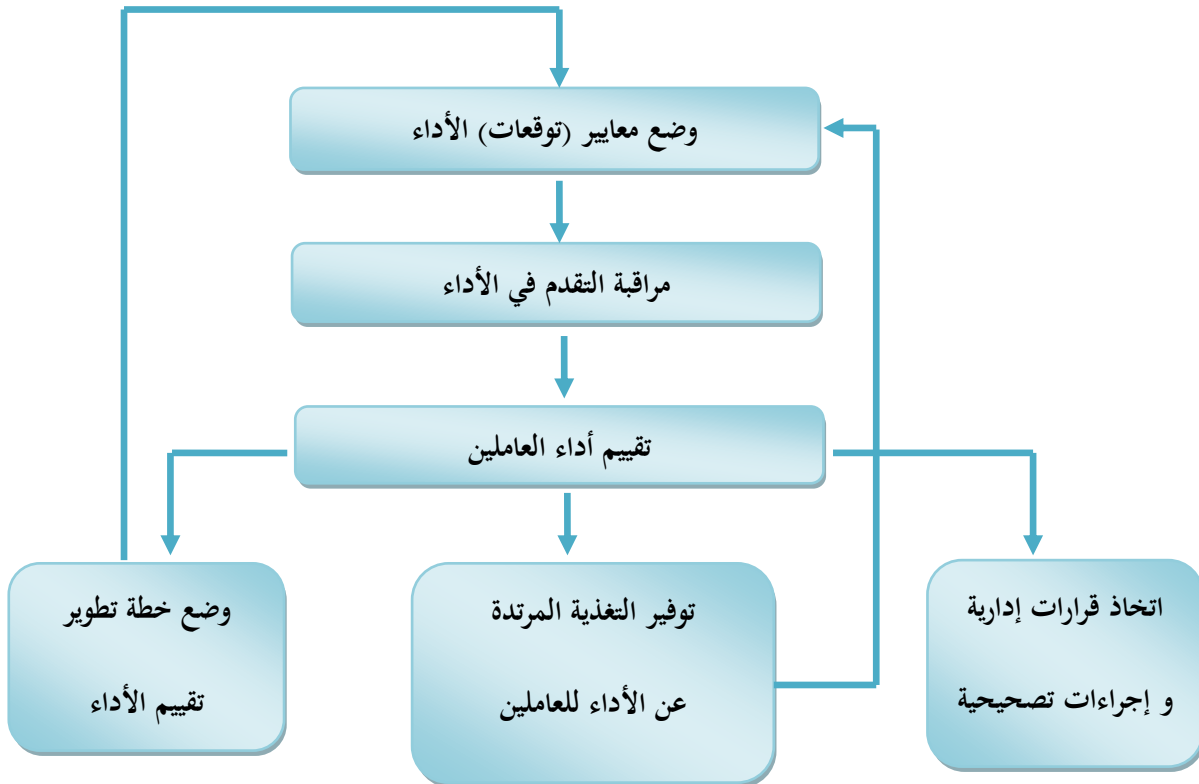 وضع معايير (توقعات) الأداء
مراقبة التقدم في الأداء
تقييم أداء العاملين
اتخاذ قرارات إدارية
و إجراءات تصحيحية
توفير التغذية المرتدة
عن الأداء للعاملين
وضع خطة تطوير
تقييم الأداء